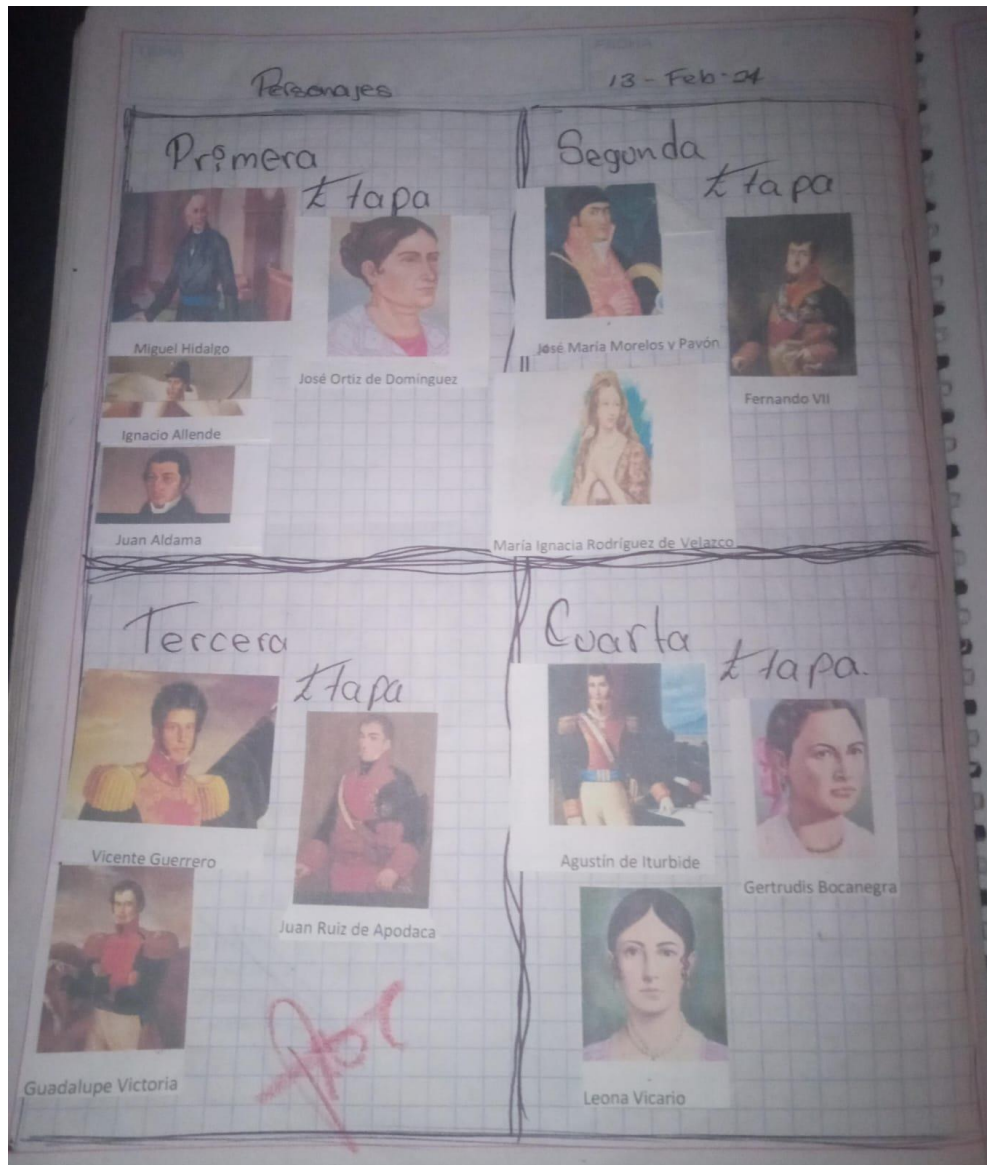 Personajes
13-Feb-24
Primera
Etapa
Miguel Hidalgo
José Ortiz de Dominguez
Ignacio Allende
Juan Aldama
Segunda
Etapa
José María Morelos y Pavón
Fernando VII
María Ignacia Rodríguez de Velazco
Tercera
Etapa
Vicente Guerrero
Juan Ruiz de Apodaca
Guadalupe Victoria
Cuarta
Etapa.
Agustín de Iturbide
Gertrudis Bocanegra
Leona Vicario